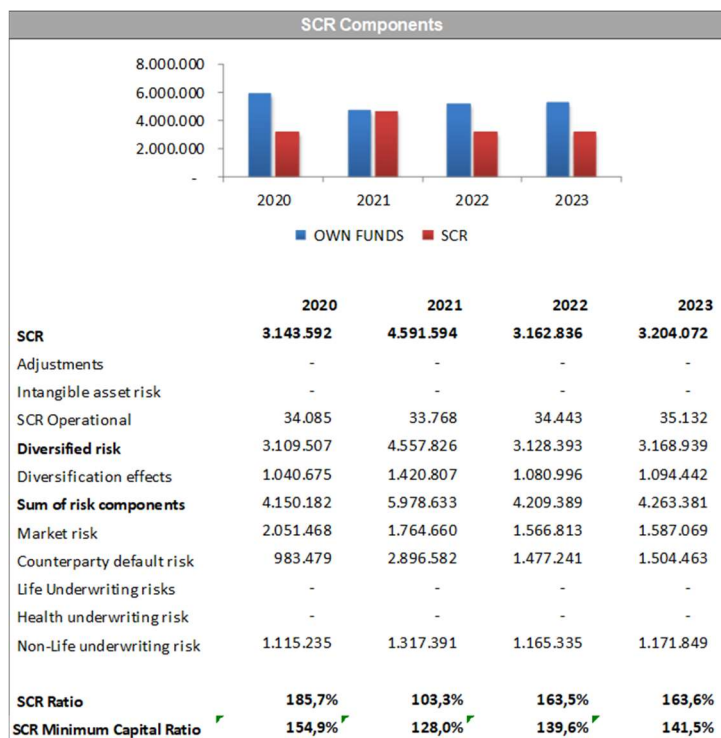 SCR Components
8.000.000
6.000.000
4.000.000
2.000.000
-
2020 2021 2022 2023
OWN FUNDS SCR
2020 2021 2022 2023
SCR 3.143.592 4.591.594 3.162.836 3.204.072
Adjustments - - - -
Intangible asset risk - - - -
SCR Operational 34.085 33.768 34.443 35.132
Diversified risk 3.109.507 4.557.826 3.128.393 3.168.939
Diversification effects 1.040.675 1.420.807 1.080.996 1.094.442
Sum of risk components 4.150.182 5.978.633 4.209.389 4.263.381
Market risk 2.051.468 1.764.660 1.566.813 1.587.069
Counterparty default risk 983.479 2.896.582 1.477.241 1.504.463
Life Underwriting risks - - - -
Health underwriting risk - - - -
Non-Life underwriting risk 1.115.235 1.317.391 1.165.335 1.171.849
SCR Ratio 185,7% 103,3% 163,5% 163,6%
SCR Minimum Capital Ratio 154,9% 128,0% 139,6% 141,5%